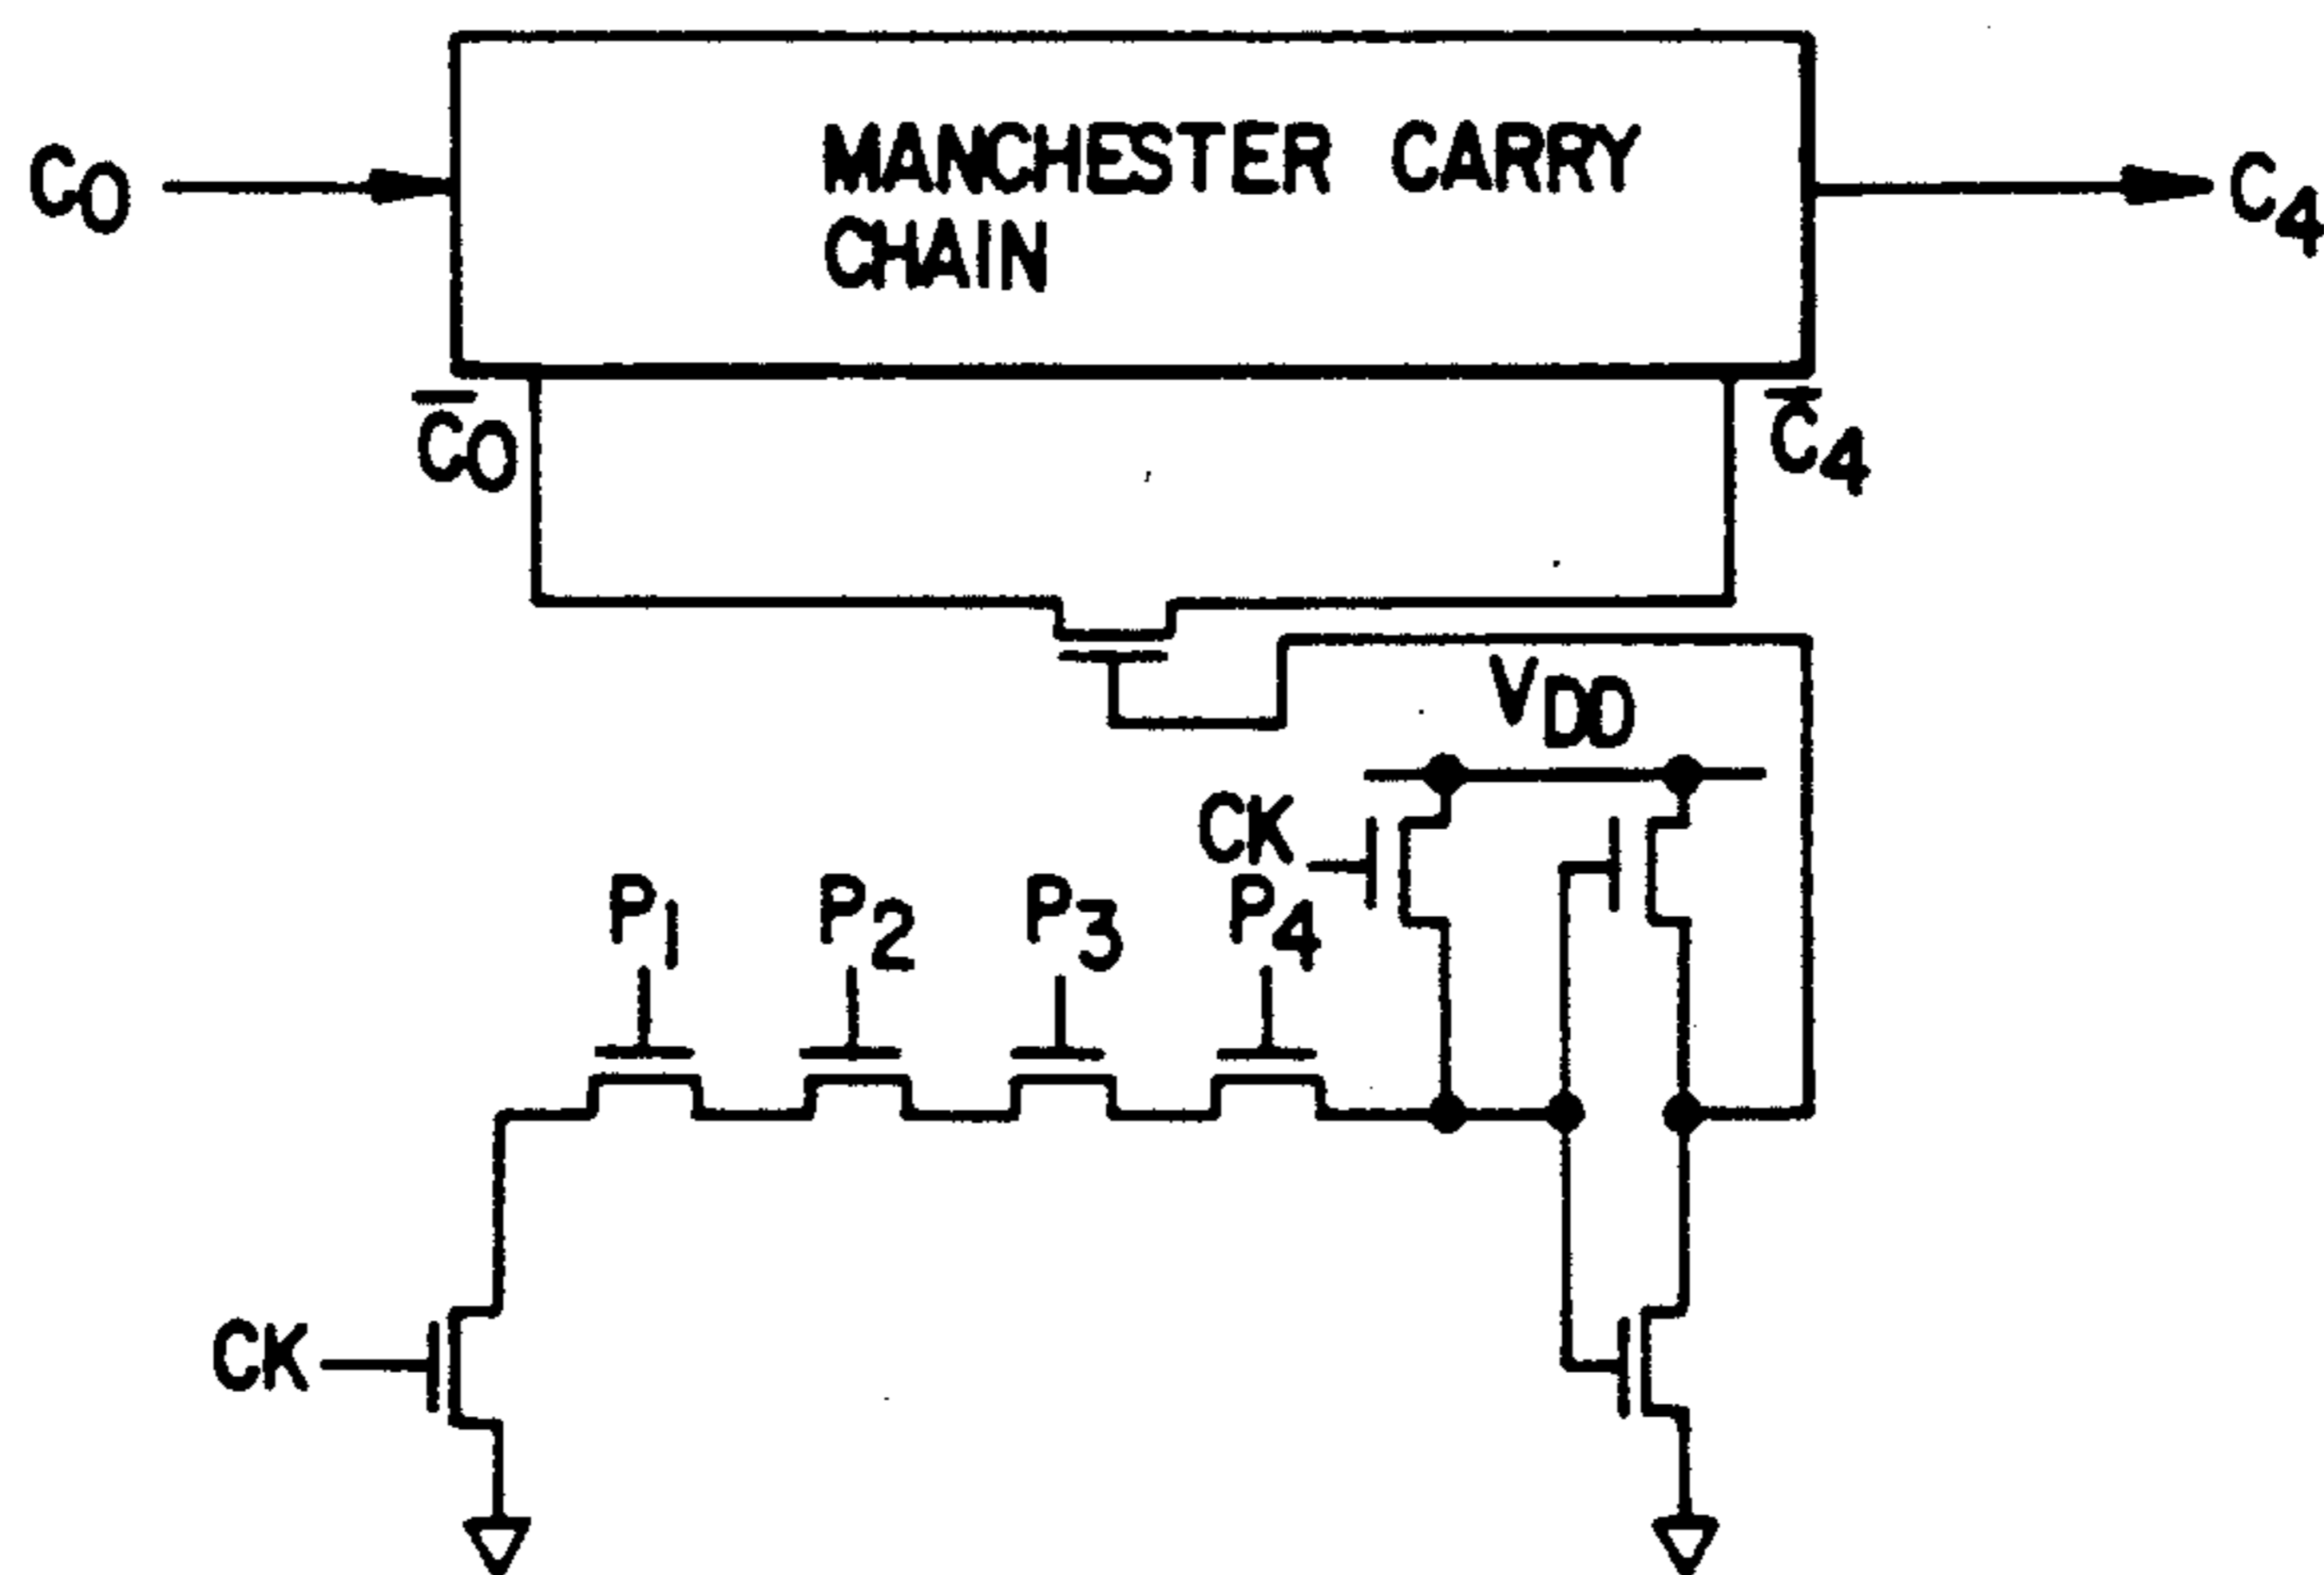 MANCHESTER CARRY
CHAIN
C0
C4
C̅0
C̅4
VDD
CK
P1
P2
P3
P4
CK